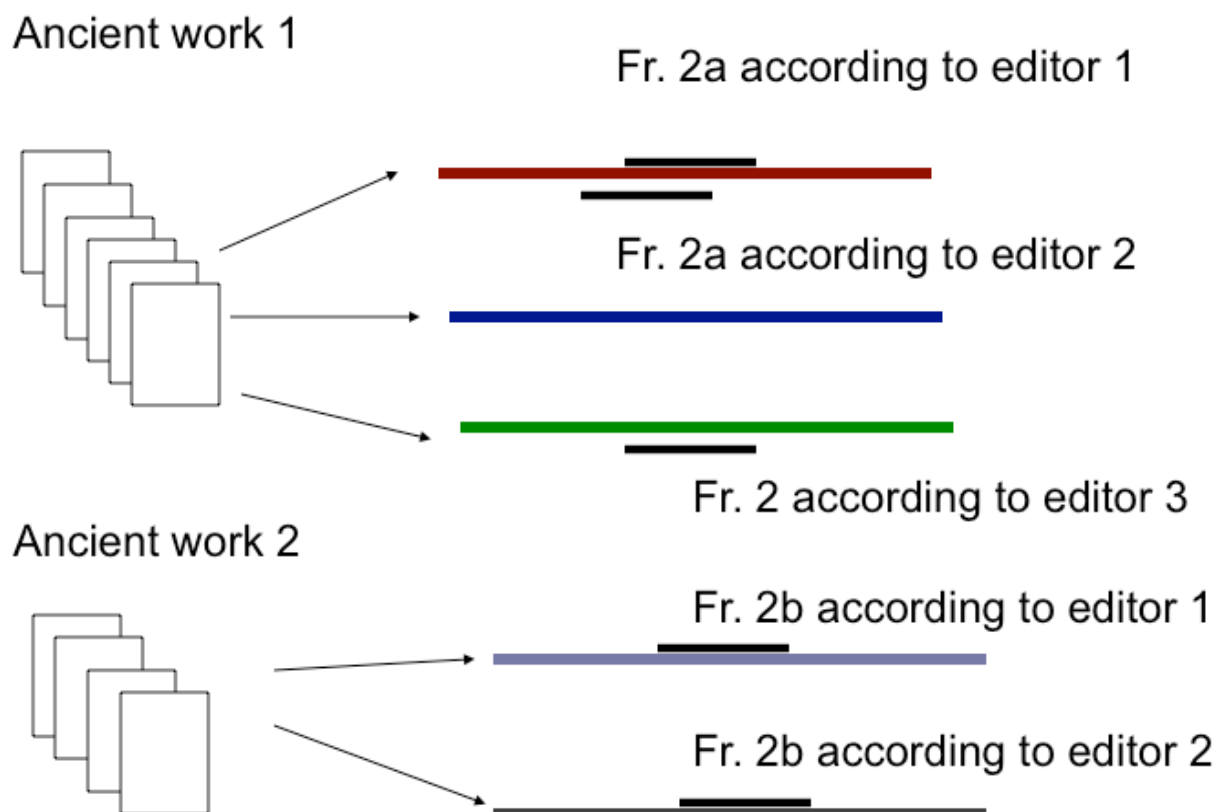 Ancient work 1
Fr. 2a according to editor 1
Fr. 2a according to editor 2
Fr. 2 according to editor 3
Ancient work 2
Fr. 2b according to editor 1
Fr. 2b according to editor 2